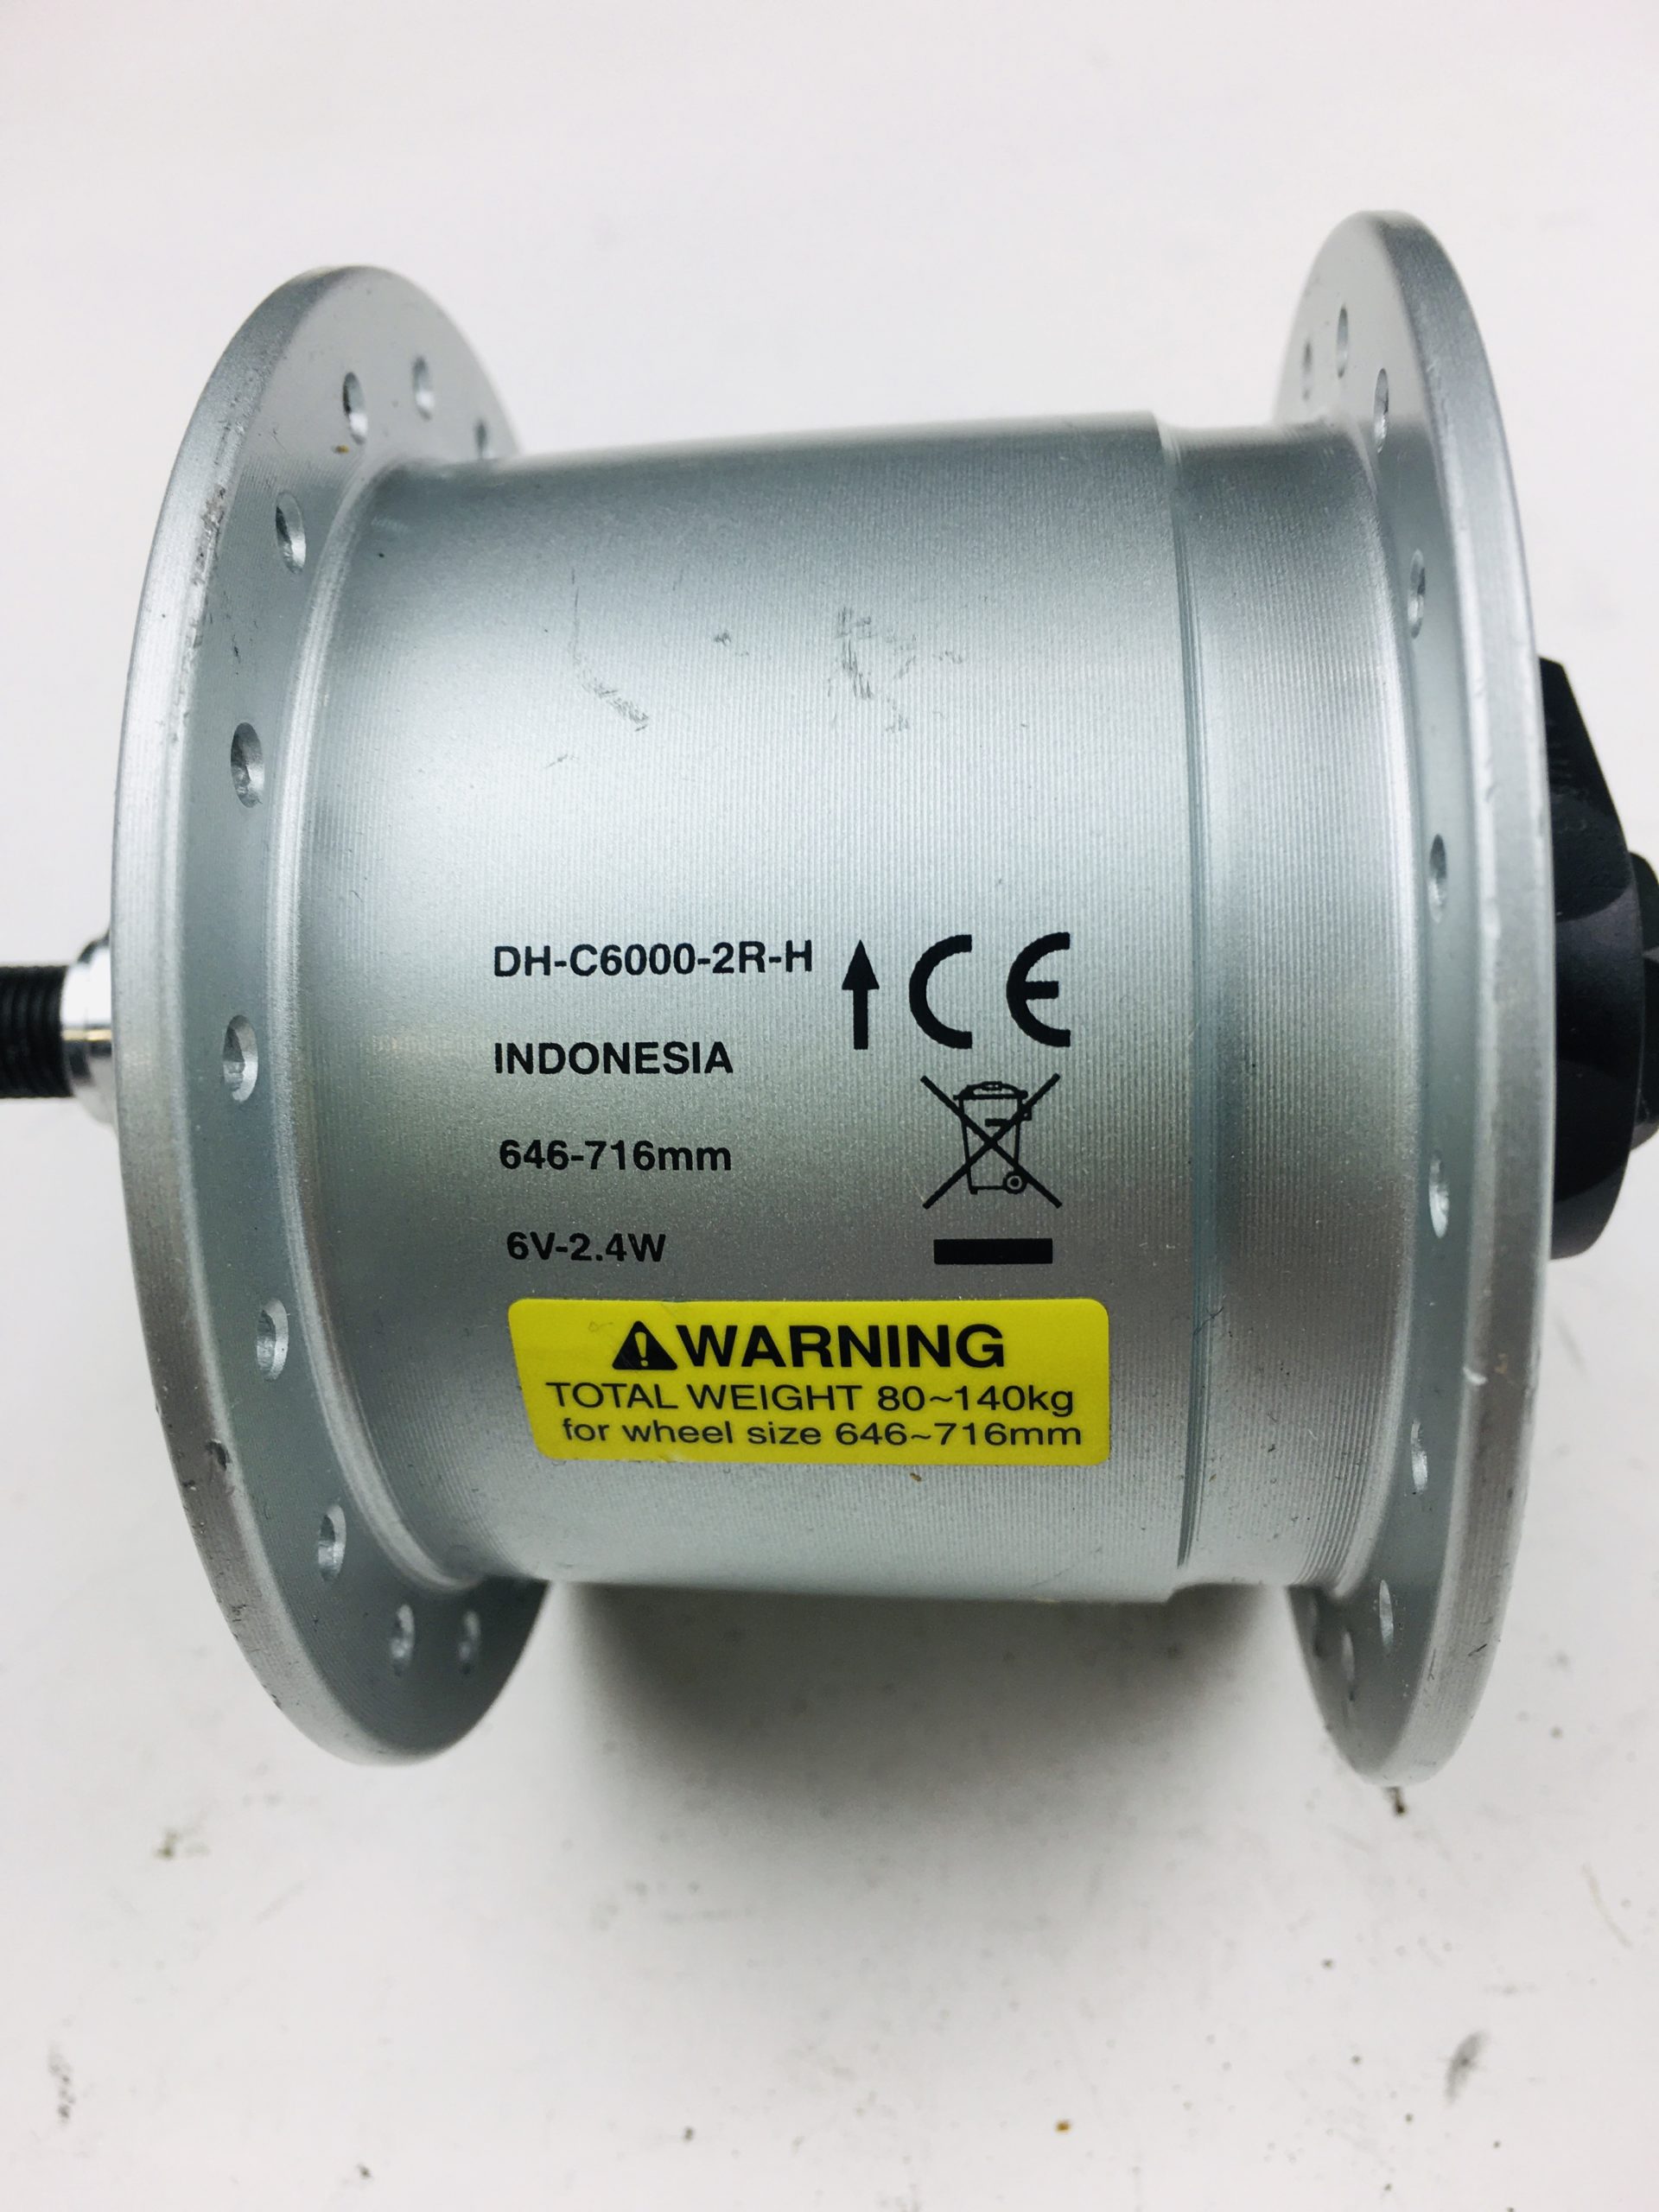 DH-C6000-2R-H CE
INDONESIA
646-716mm
6V-2.4W
WARNING
TOTAL WEIGHT 80~140kg
for wheel size 646~716mm